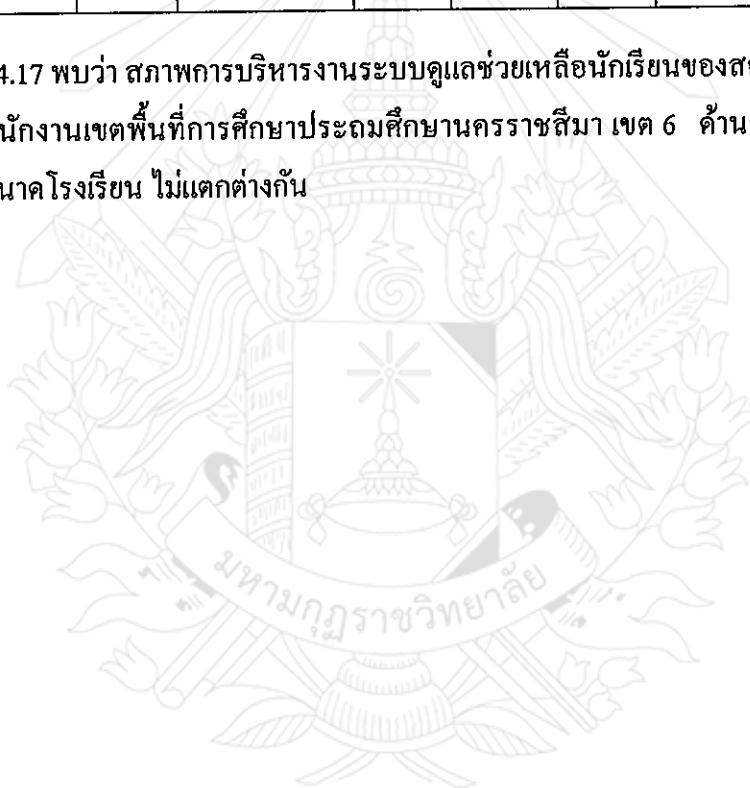 4.17 พบว่า สภาพการบริหารงานระบบดูแลช่วยเหลือนักเรียนของ
นักงานเขตพื้นที่การศึกษาประถมศึกษานครราชสีมา เขต 6 ด้าน
นาดโรงเรียน ไม่แตกต่างกัน
มหามกุฏราชวิทยาลัย